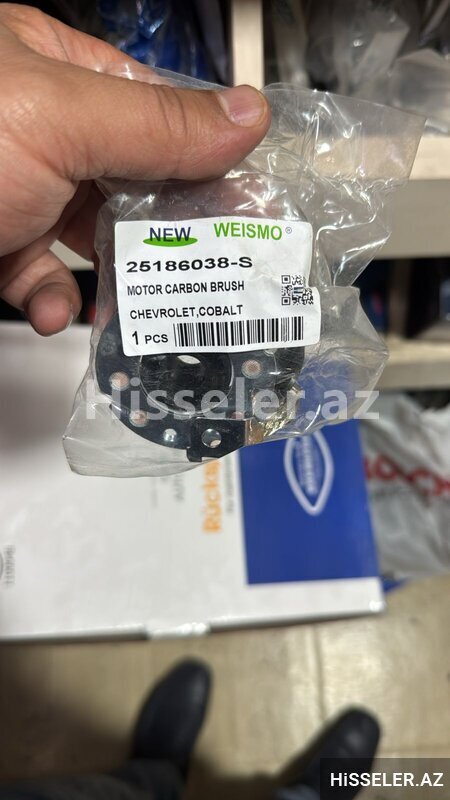 NEW WEISMO®
25186038-S
MOTOR CARBON BRUSH
CHEVROLET,COBALT
1 PCS
Hisseler.az
HiSSELER.AZ